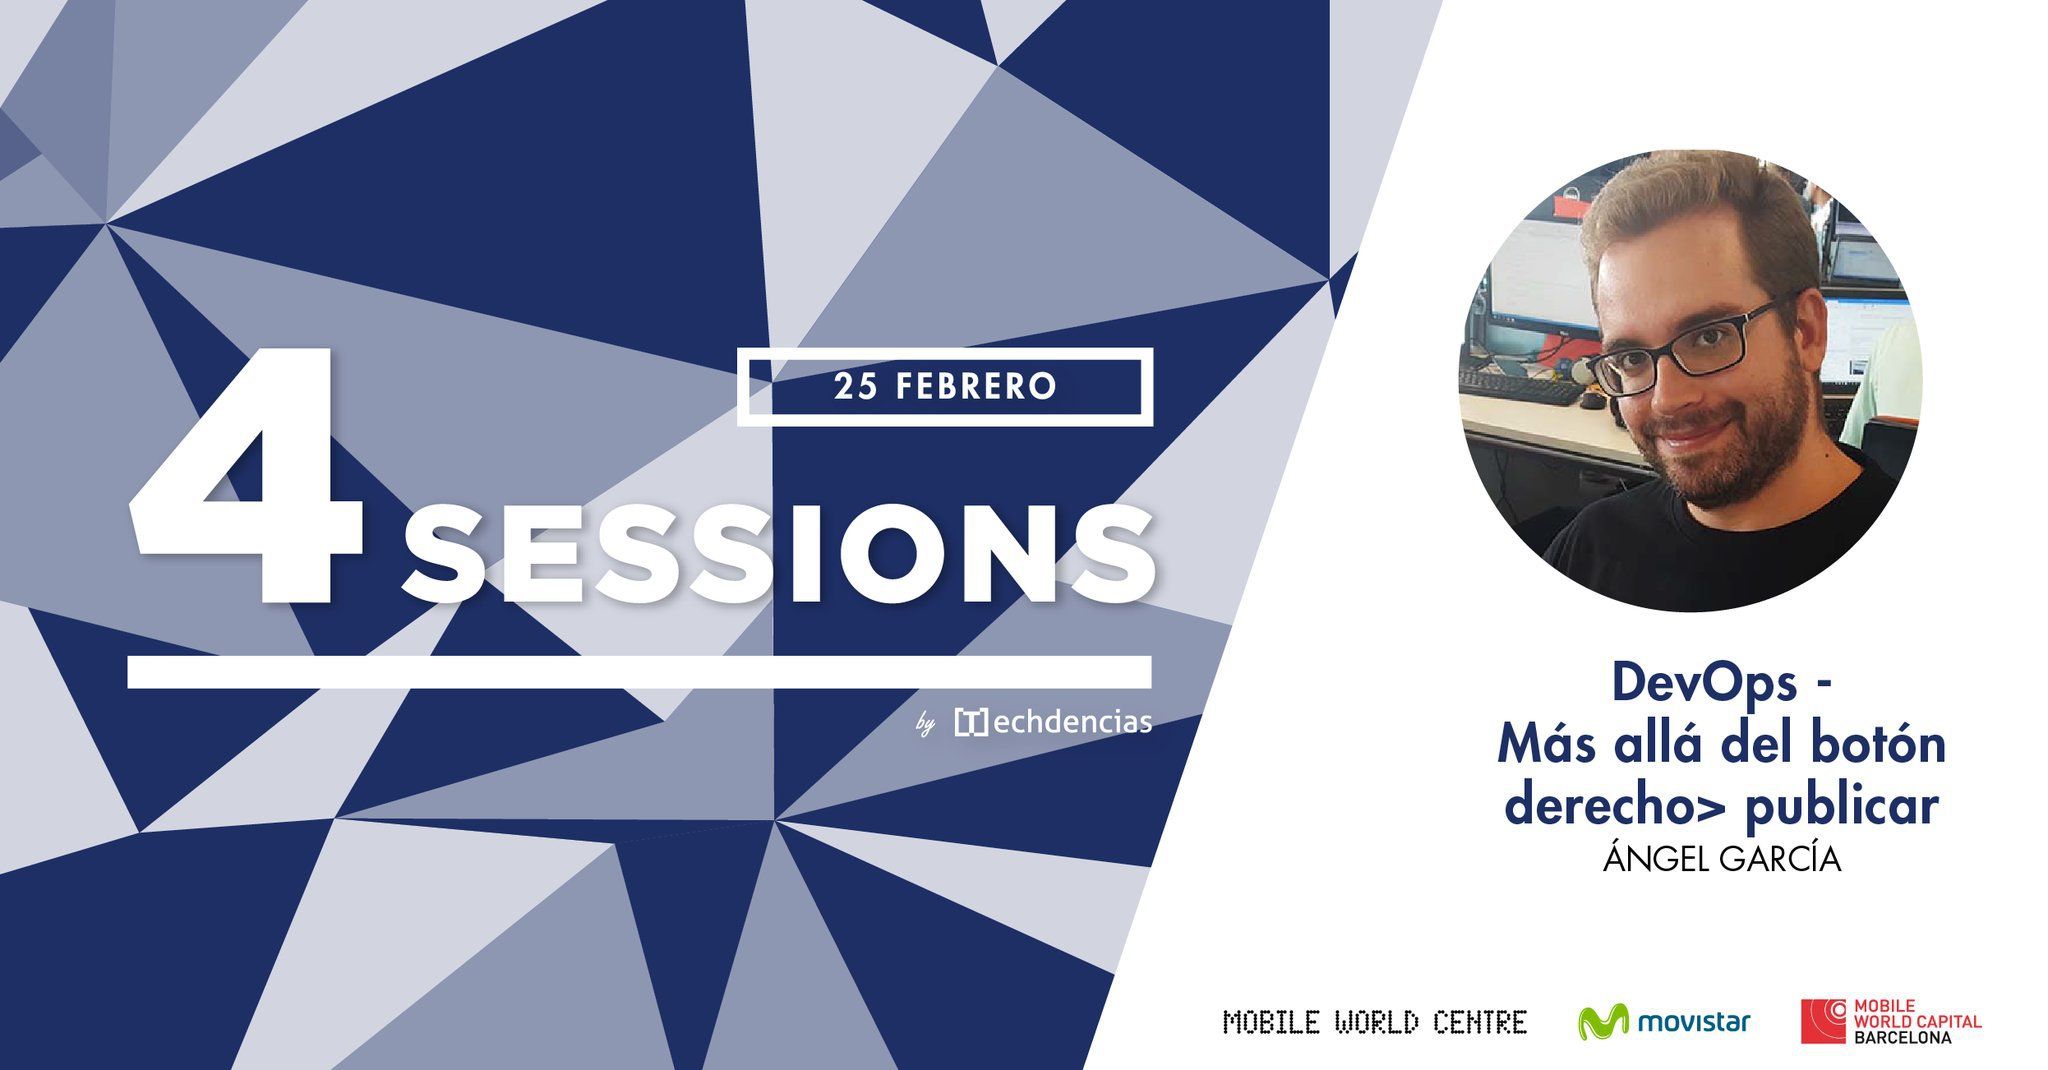 25 FEBRERO
4 SESSIONS
by [T]echdencias
DevOps -
Más allá del botón
derecho> publicar
ÁNGEL GARCÍA
MOBILE WORLD CENTRE
movistar
MOBILE
WORLD CAPITAL
BARCELONA